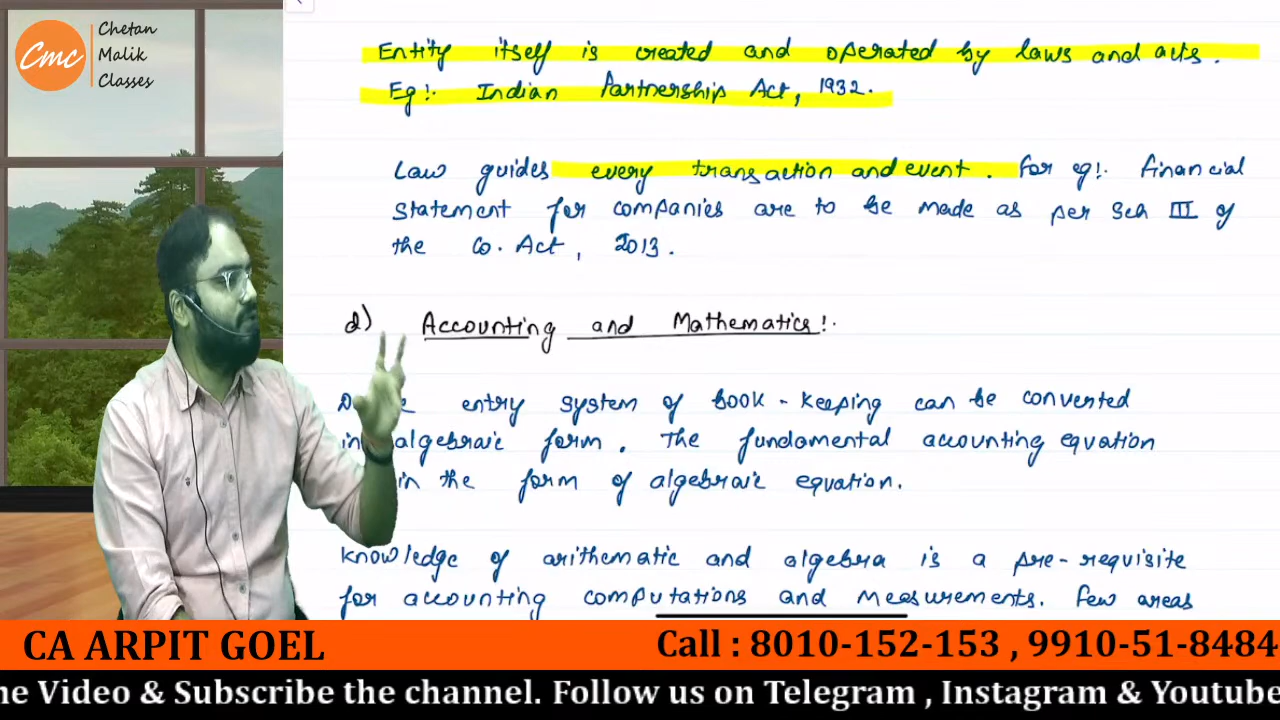 Cmc
Chetan
Malik
Classes
Entity itself is created and operated by laws and acts.
Eg:. Indian Partnership Act, 1932.
Law guides every transaction and event. For eg:. Financial
statement for companies are to be made as per Sch III of
the Co. Act, 2013.
d) Accounting and Mathematics:.
entry system of book-keeping can be converted
in algebraic form. The fundamental accounting equation
in the form of algebraic equation.
Knowledge of arithematic and algebra is a pre-requisite
for accounting computations and measurements. Few areas
CA ARPIT GOEL
Call : 8010-152-153 , 9910-51-8484
he Video & Subscribe the channel. Follow us on Telegram , Instagram & Youtube